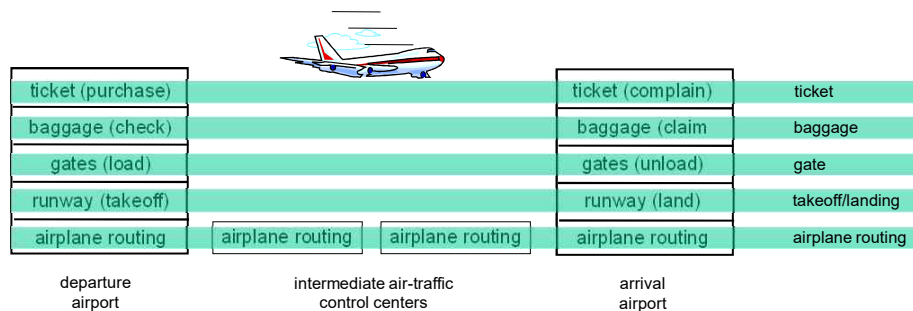 ticket (purchase) ticket (complain) ticket
baggage (check) baggage (claim baggage
gates (load) gates (unload) gate
runway (takeoff) runway (land) takeoff/landing
airplane routing airplane routing airplane routing airplane routing airplane routing
departure
airport
intermediate air-traffic
control centers
arrival
airport